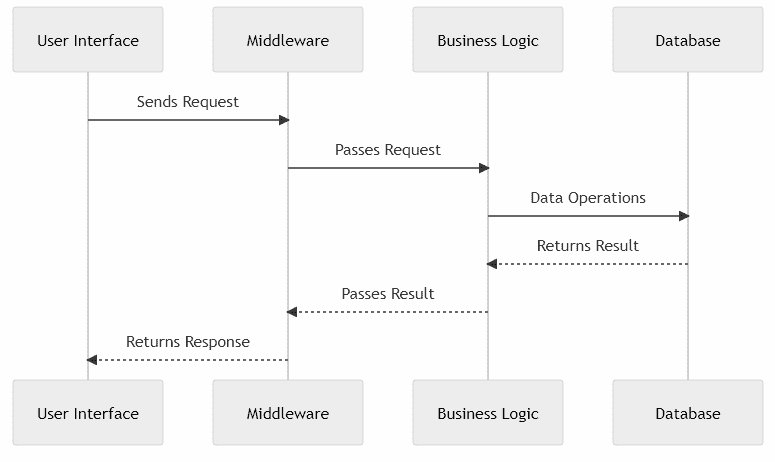 User Interface
Middleware
Business Logic
Database
Sends Request
Passes Request
Data Operations
Returns Result
Passes Result
Returns Response
User Interface
Middleware
Business Logic
Database